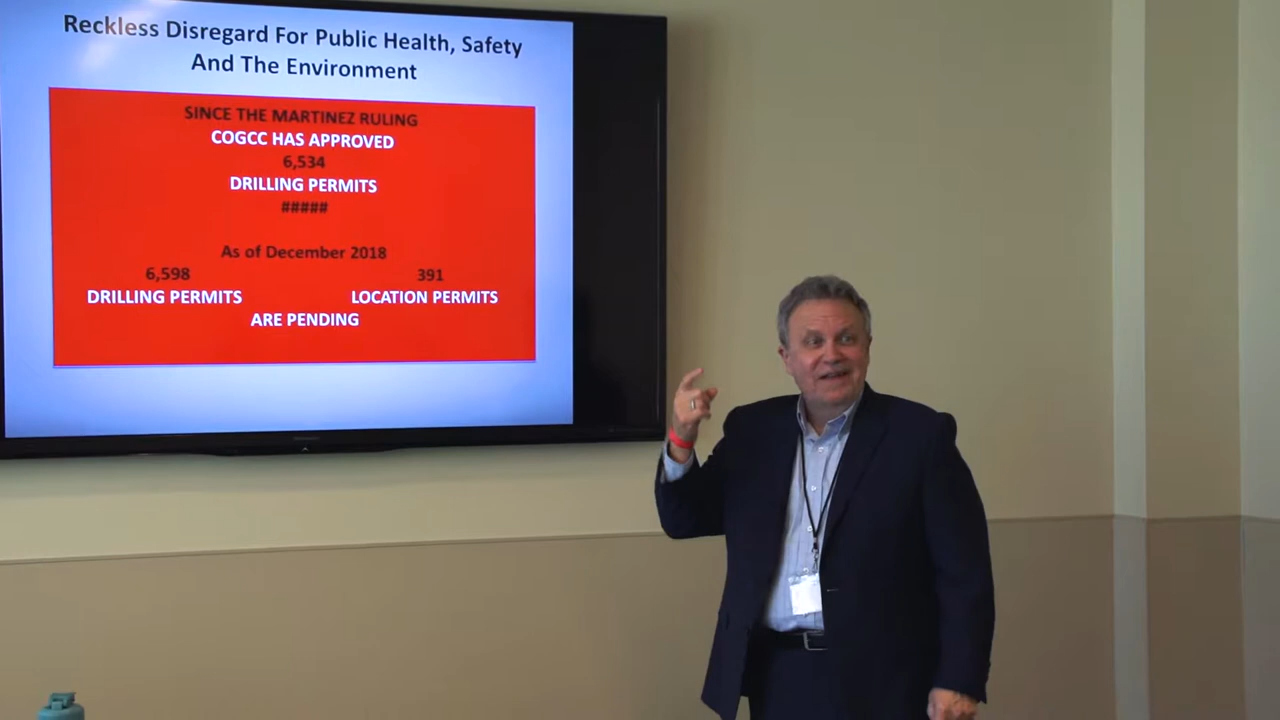 Reckless Disregard For Public Health, Safety
And The Environment
SINCE THE MARTINEZ RULING
COGCC HAS APPROVED
6,534
DRILLING PERMITS
#####
As of December 2018
6,598 391
DRILLING PERMITS LOCATION PERMITS
ARE PENDING